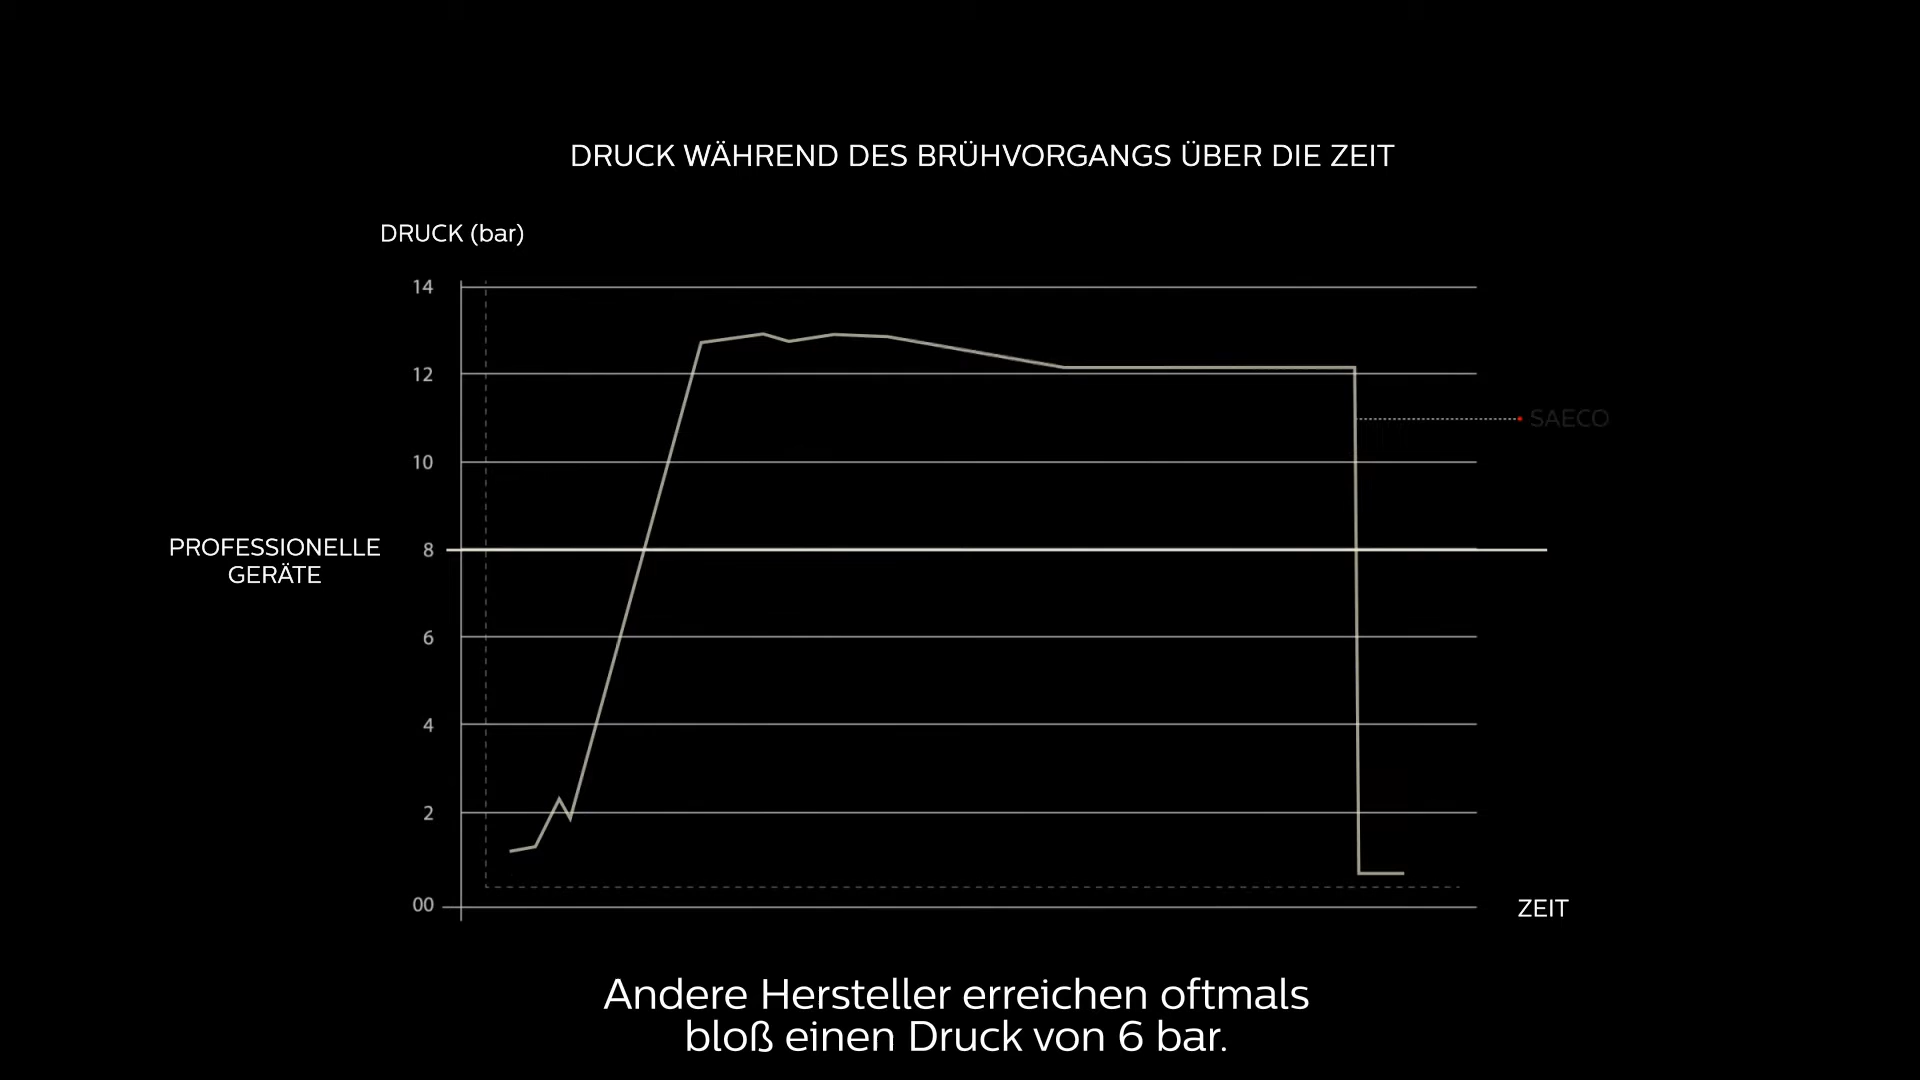 DRUCK WÄHREND DES BRÜHVORGANGS ÜBER DIE ZEIT
DRUCK (bar)
14
12
SAECO
10
PROFESSIONELLE
GERÄTE
8
6
4
2
00
ZEIT
Andere Hersteller erreichen oftmals
bloß einen Druck von 6 bar.